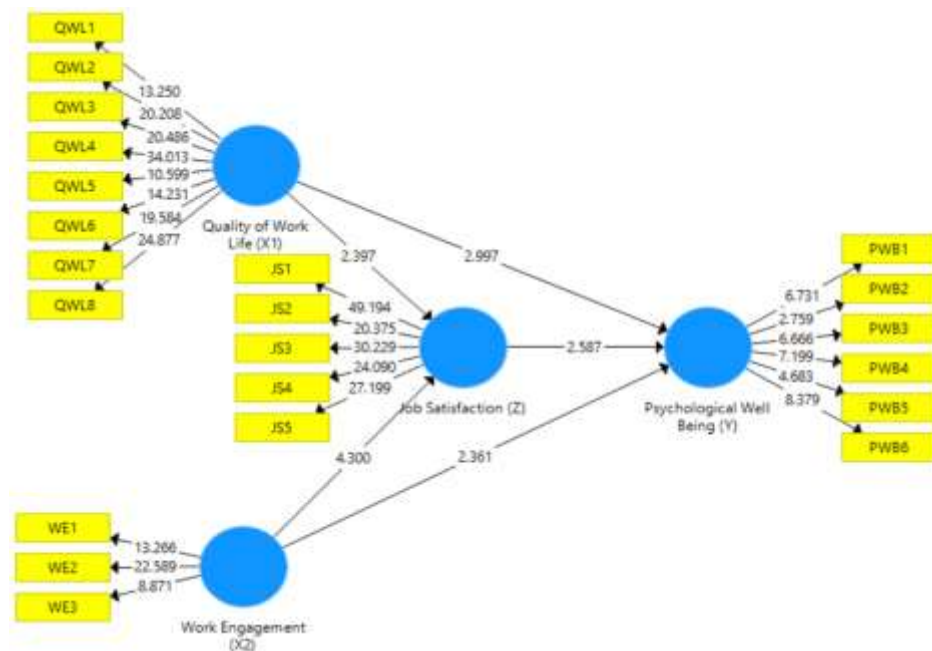 QWL1
QWL2
QWL3
QWL4
QWL5
QWL6
QWL7
QWL8
13.250
20.208
20.486
34.013
10.599
14.231
19.584
24.877
Quality of Work
Life (X1)
2.397
2.997
JS1
JS2
JS3
JS4
JS5
49.194
20.375
30.229
24.090
27.199
Job Satisfaction (Z)
2.587
4.300
2.361
PWB1
PWB2
PWB3
PWB4
PWB5
PWB6
6.731
2.759
6.666
7.199
4.683
8.379
Psychological Well
Being (Y)
WE1
WE2
WE3
13.266
22.589
8.871
Work Engagement
(X2)